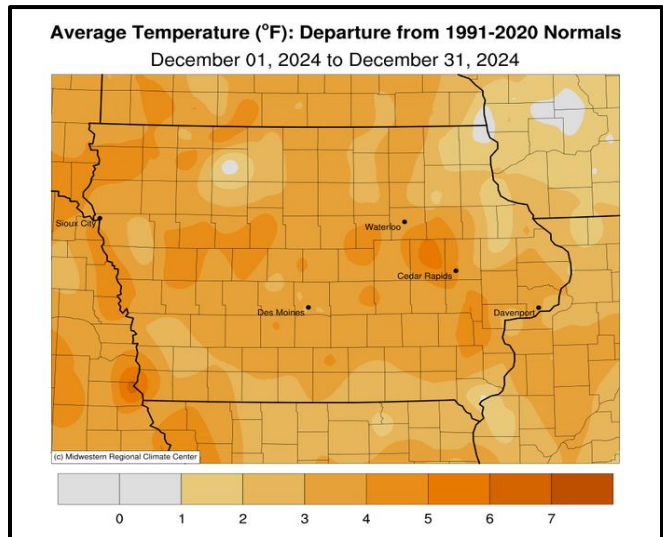 Average Temperature (°F): Departure from 1991-2020 Normals
December 01, 2024 to December 31, 2024
Sioux City
Waterloo
Cedar Rapids
Des Moines
Davenport
(c) Midwestern Regional Climate Center
0 1 2 3 4 5 6 7